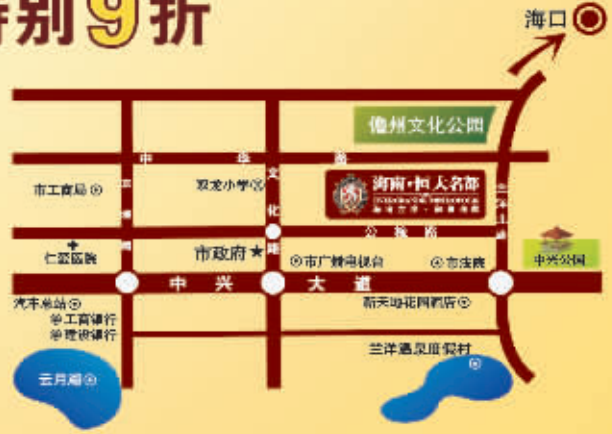 特别9折
海口
儋州文化公园
中华路
市工商局
双龙小学
文化路
海南·恒大名都
公园
市政府★
仁爱医院
市广播电视台
市法院
中兴公园
中兴大道
汽车总站
工商银行
建设银行
新天地花园酒店
兰洋温泉度假村
云月湖